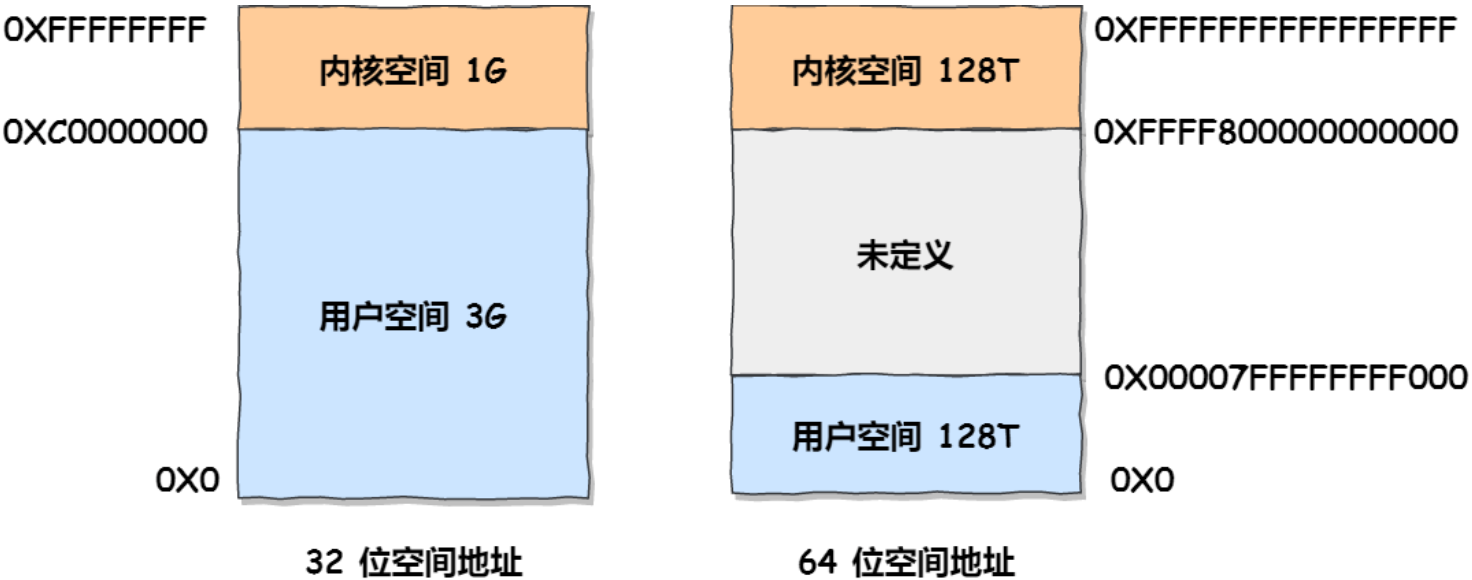 0XFFFFFFFF
内核空间 1G
0XC0000000
用户空间 3G
0X0
32 位空间地址
0XFFFFFFFFFFFFFFFF
内核空间 128T
0XFFFF800000000000
未定义
0X00007FFFFFFFF000
用户空间 128T
0X0
64 位空间地址